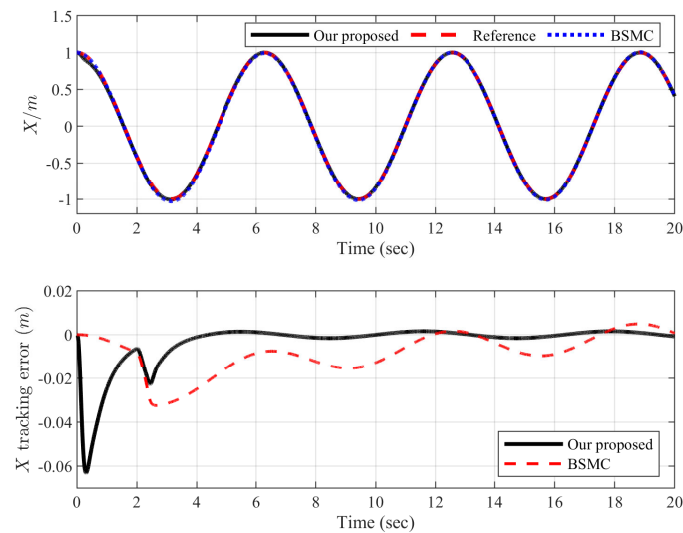 Our proposed Reference BSMC
1.5
1
0.5
0
-0.5
-1
X/m
0 2 4 6 8 10 12 14 16 18 20
Time (sec)
0.02
0
-0.02
-0.04
-0.06
X tracking error (m)
Our proposed
BSMC
0 2 4 6 8 10 12 14 16 18 20
Time (sec)